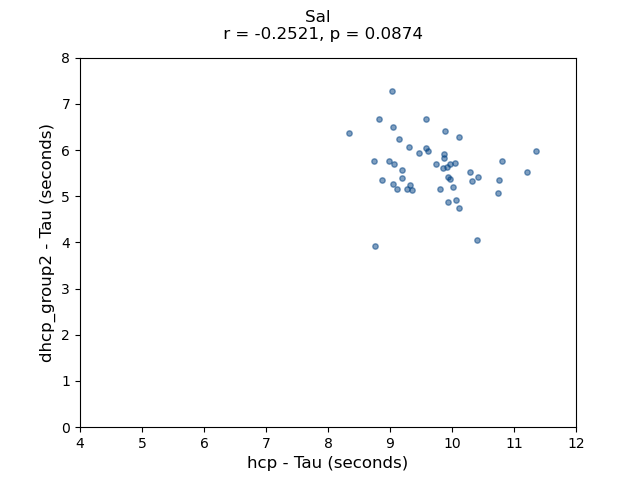 Sal
r = -0.2521, p = 0.0874
8
7
6
5
4
3
2
1
0
dhcp_group2 - Tau (seconds)
4 5 6 7 8 9 10 11 12
hcp - Tau (seconds)